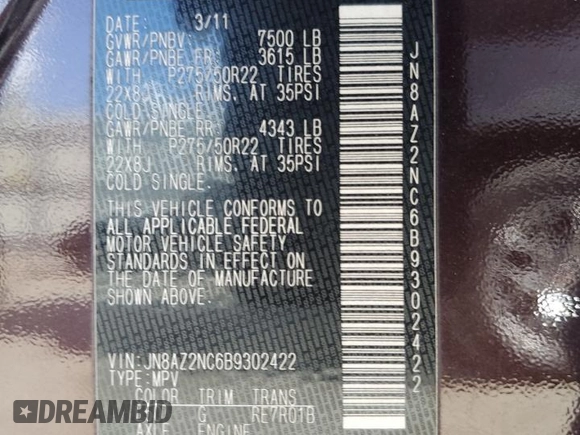 DATE: 3/11
GVWR/PNBV: 7500 LB
GAWR/PNBE FR: 3615 LB
WITH P275/50R22 TIRES
22X8J RIMS, AT 35PSI
COLD SINGLE.
GAWR/PNBE RR: 4343 LB
WITH P275/50R22 TIRES
22X8J RIMS, AT 35PSI
COLD SINGLE.
THIS VEHICLE CONFORMS TO
ALL APPLICABLE FEDERAL
MOTOR VEHICLE SAFETY
STANDARDS IN EFFECT ON
THE DATE OF MANUFACTURE
SHOWN ABOVE.
VIN:JN8AZ2NC6B9302422
TYPE:MPV
COLOR TRIM TRANS
G RE7R01B
AXLE ENGINE
JN8AZ2NC6B9302422
DREAMBID